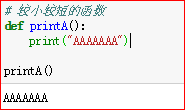 # 较小较短的函数
def printA():
    print("AAAAAAA")

printA()
AAAAAAA